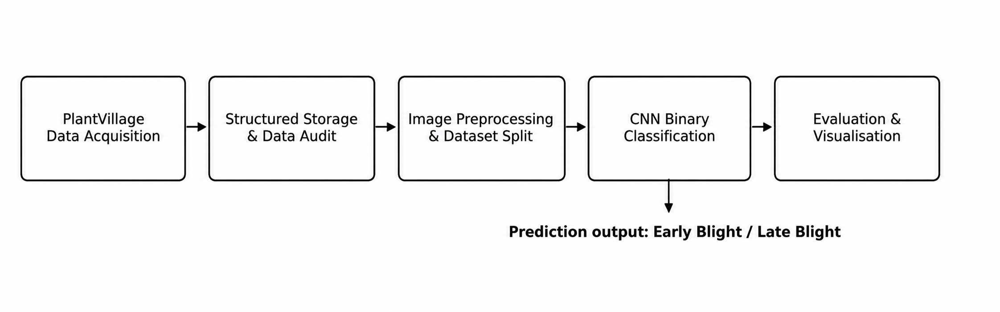 PlantVillage
Data Acquisition
Structured Storage
& Data Audit
Image Preprocessing
& Dataset Split
CNN Binary
Classification
Evaluation &
Visualisation
Prediction output: Early Blight / Late Blight